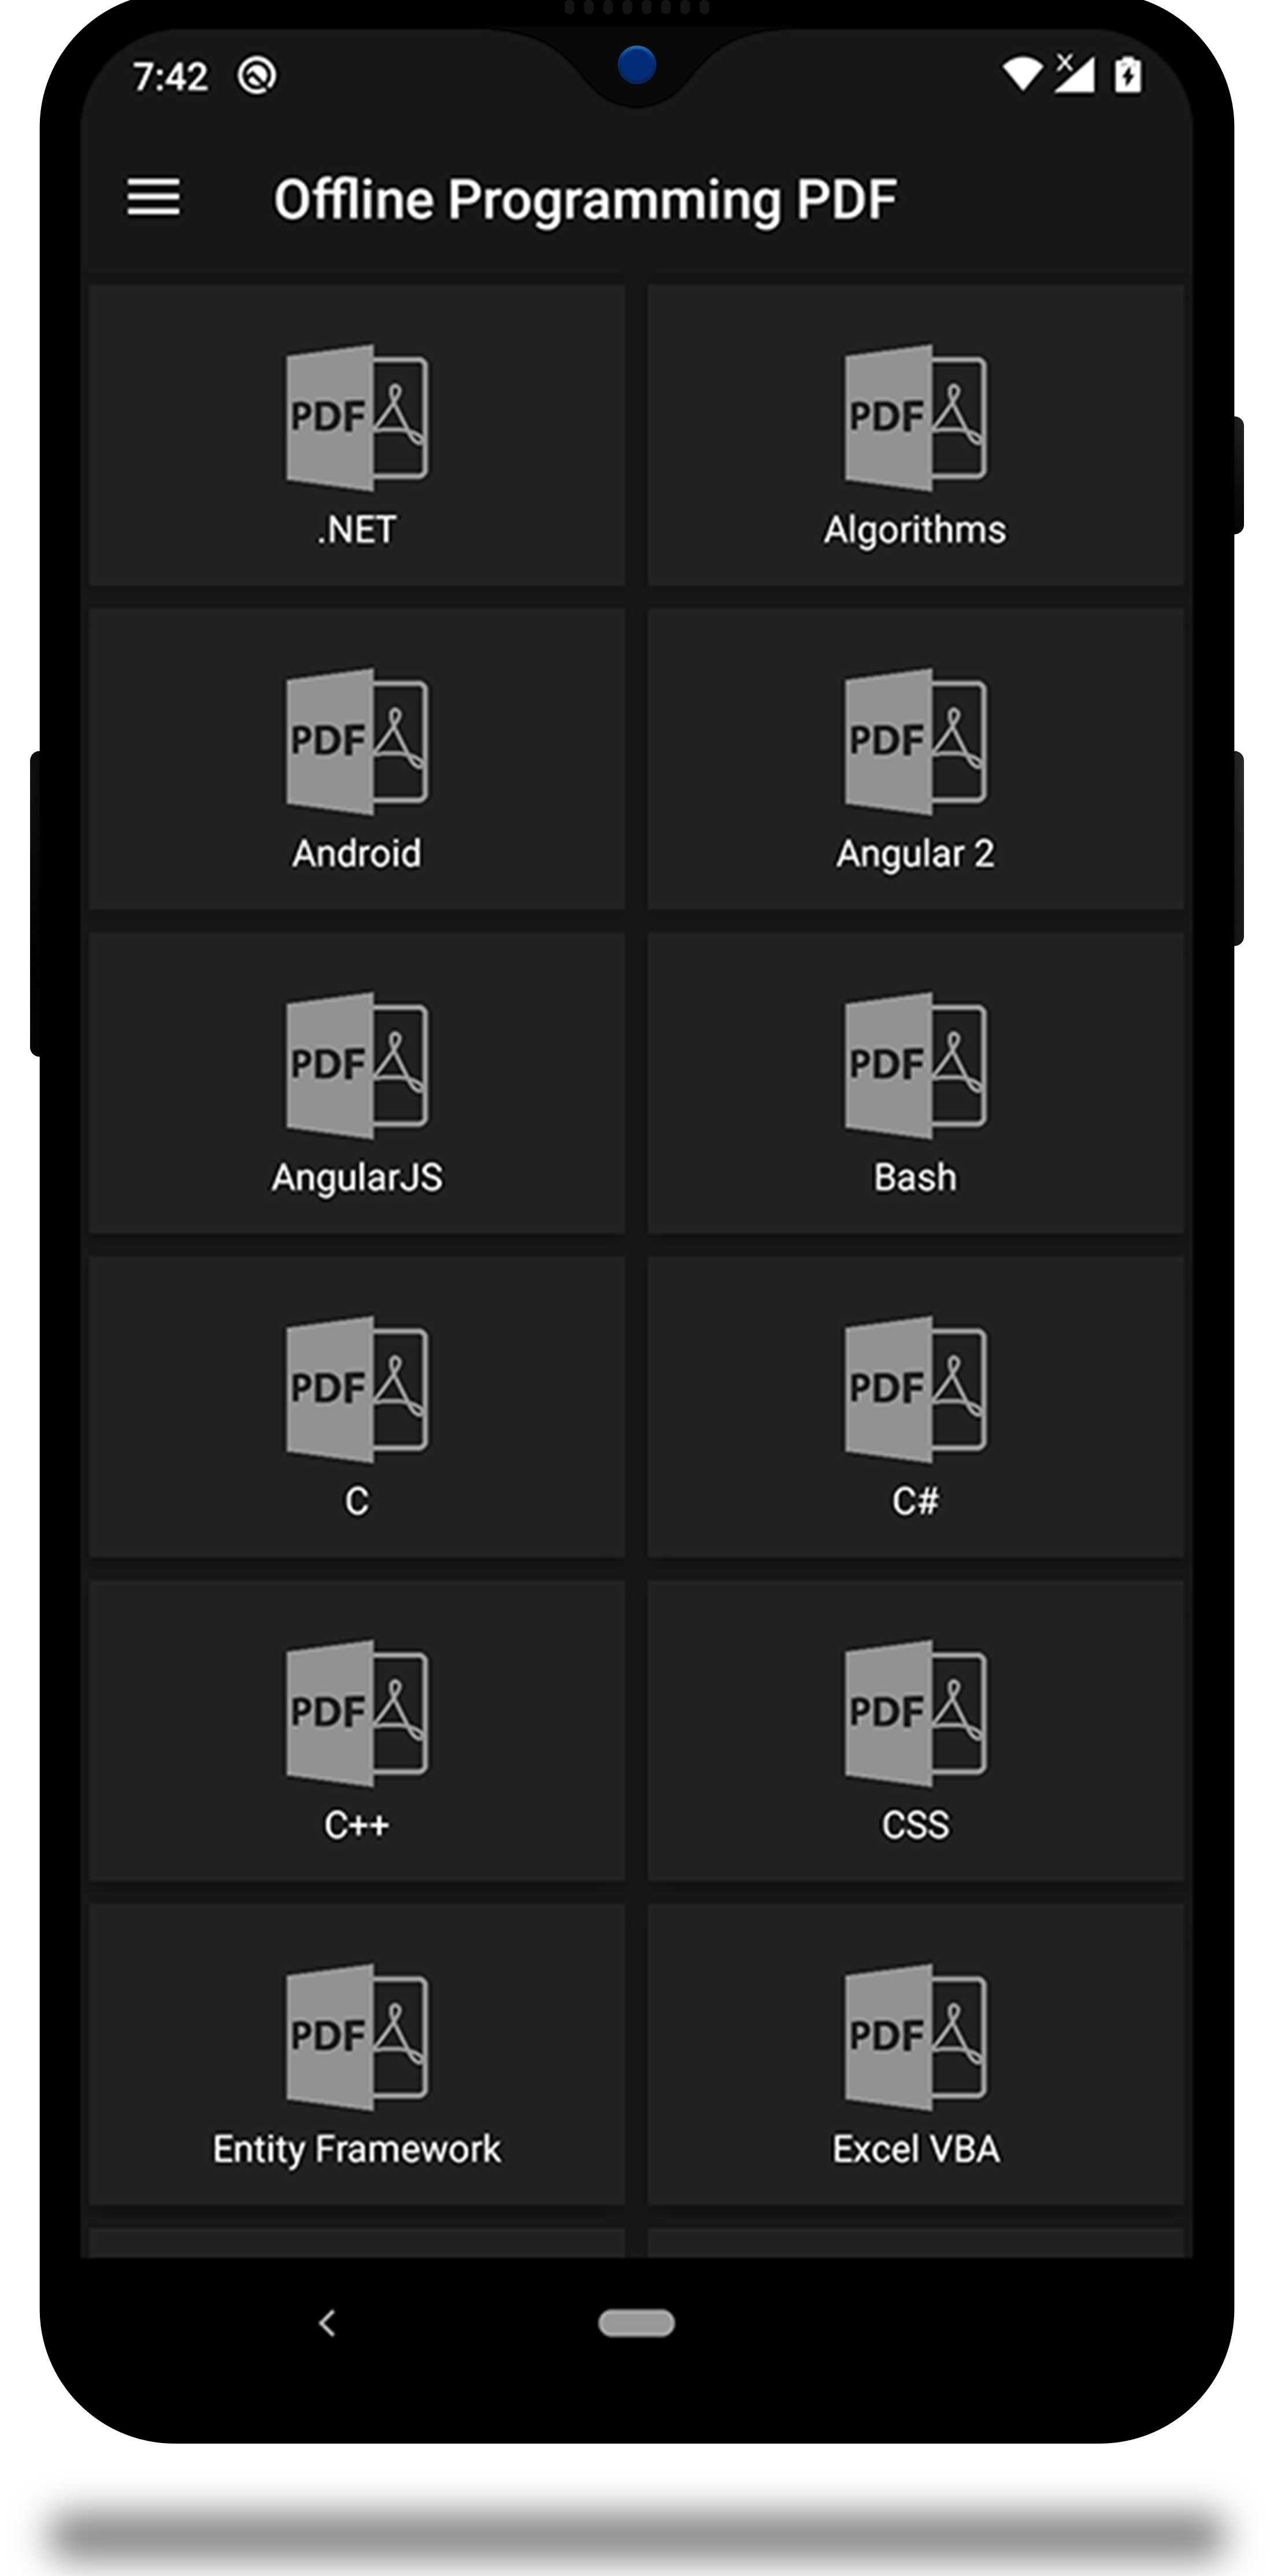 7:42
Offline Programming PDF
PDF PDF
.NET Algorithms
PDF PDF
Android Angular 2
PDF PDF
AngularJS Bash
PDF PDF
C C#
PDF PDF
C++ CSS
PDF PDF
Entity Framework Excel VBA